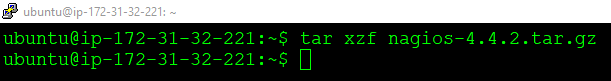 ubuntu@ip-172-31-32-221: ~
ubuntu@ip-172-31-32-221:~$ tar xzf nagios-4.4.2.tar.gz
ubuntu@ip-172-31-32-221:~$